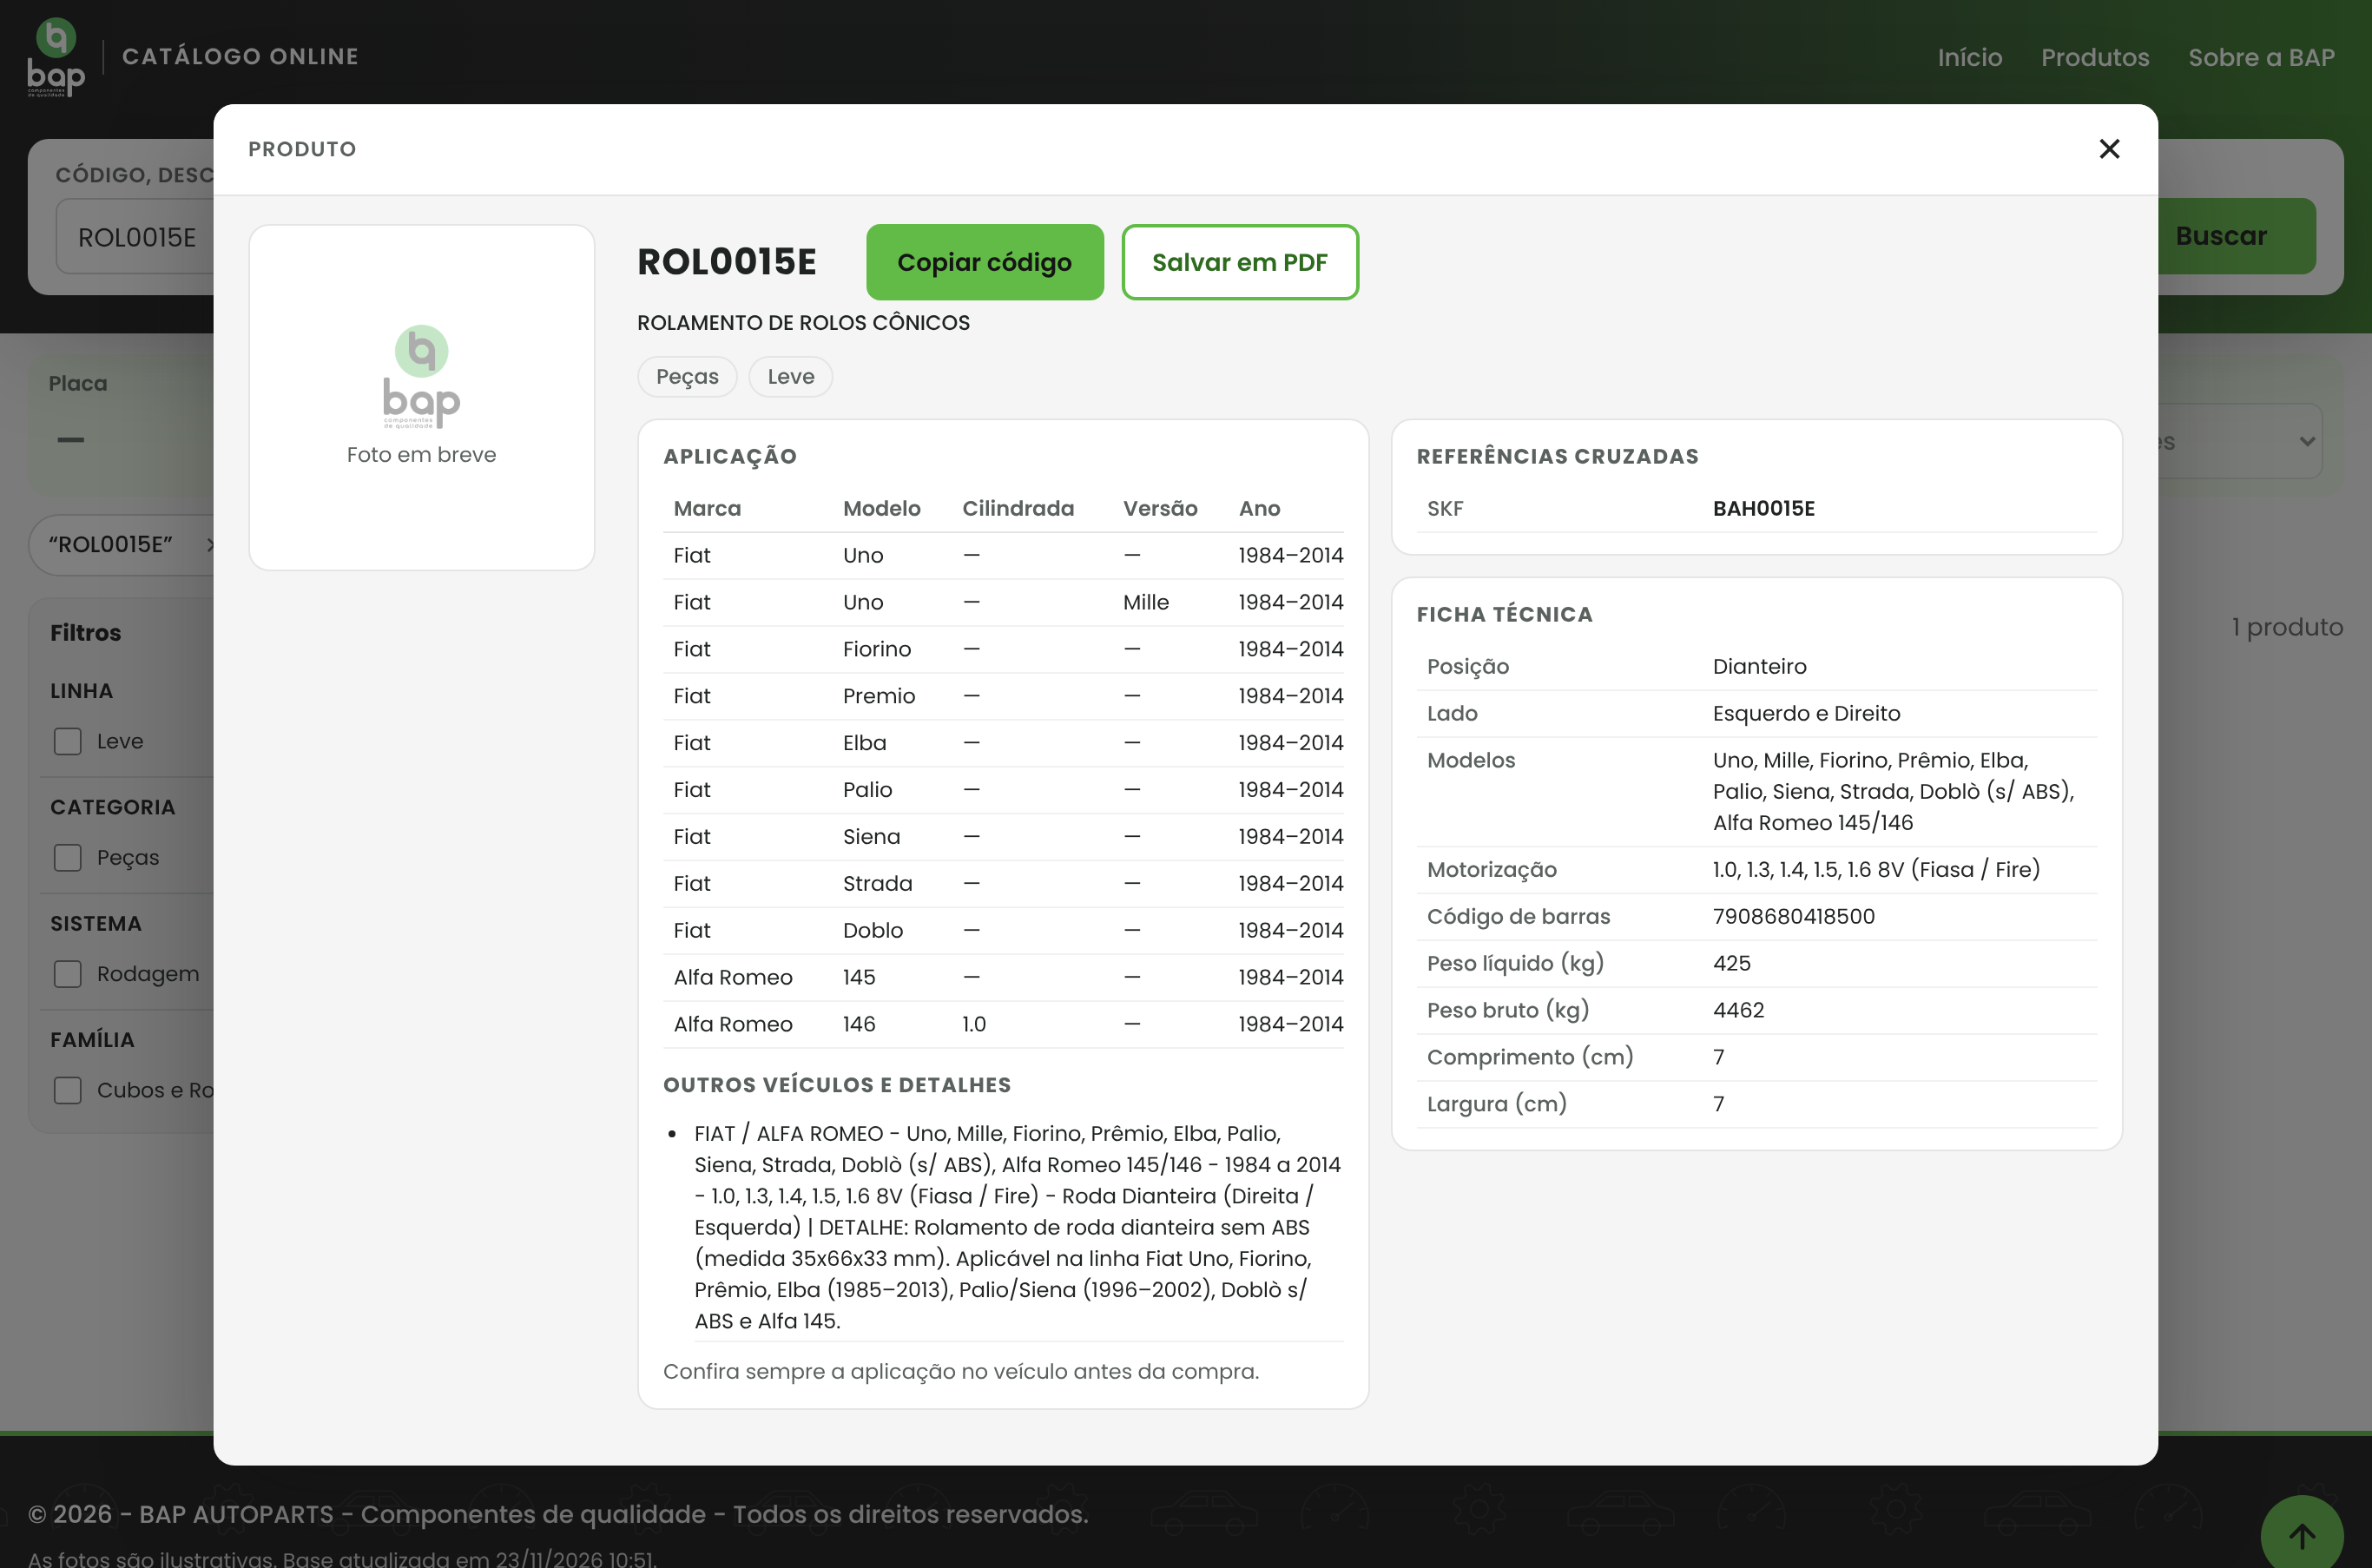 bap
componentes
de qualidade
CATÁLOGO ONLINE
Início
Produtos
Sobre a BAP
CÓDIGO, DESC
ROL0015E
Buscar
Placa
—
“ROL0015E”
Filtros
LINHA
Leve
CATEGORIA
Peças
SISTEMA
Rodagem
FAMÍLIA
Cubos e Ro
1 produto
PRODUTO
bap
componentes
de qualidade
Foto em breve
ROL0015E
Copiar código
Salvar em PDF
ROLAMENTO DE ROLOS CÔNICOS
Peças
Leve
APLICAÇÃO
Marca Modelo Cilindrada Versão Ano
Fiat Uno — — 1984–2014
Fiat Uno — Mille 1984–2014
Fiat Fiorino — — 1984–2014
Fiat Premio — — 1984–2014
Fiat Elba — — 1984–2014
Fiat Palio — — 1984–2014
Fiat Siena — — 1984–2014
Fiat Strada — — 1984–2014
Fiat Doblo — — 1984–2014
Alfa Romeo 145 — — 1984–2014
Alfa Romeo 146 1.0 — 1984–2014
OUTROS VEÍCULOS E DETALHES
• FIAT / ALFA ROMEO - Uno, Mille, Fiorino, Prêmio, Elba, Palio,
Siena, Strada, Doblò (s/ ABS), Alfa Romeo 145/146 - 1984 a 2014
- 1.0, 1.3, 1.4, 1.5, 1.6 8V (Fiasa / Fire) - Roda Dianteira (Direita /
Esquerda) | DETALHE: Rolamento de roda dianteira sem ABS
(medida 35x66x33 mm). Aplicável na linha Fiat Uno, Fiorino,
Prêmio, Elba (1985–2013), Palio/Siena (1996–2002), Doblò s/
ABS e Alfa 145.
Confira sempre a aplicação no veículo antes da compra.
REFERÊNCIAS CRUZADAS
SKF BAH0015E
FICHA TÉCNICA
Posição Dianteiro
Lado Esquerdo e Direito
Modelos Uno, Mille, Fiorino, Prêmio, Elba,
Palio, Siena, Strada, Doblò (s/ ABS),
Alfa Romeo 145/146
Motorização 1.0, 1.3, 1.4, 1.5, 1.6 8V (Fiasa / Fire)
Código de barras 7908680418500
Peso líquido (kg) 425
Peso bruto (kg) 4462
Comprimento (cm) 7
Largura (cm) 7
© 2026 - BAP AUTOPARTS - Componentes de qualidade - Todos os direitos reservados.
As fotos são ilustrativas. Base atualizada em 23/11/2026 10:51.